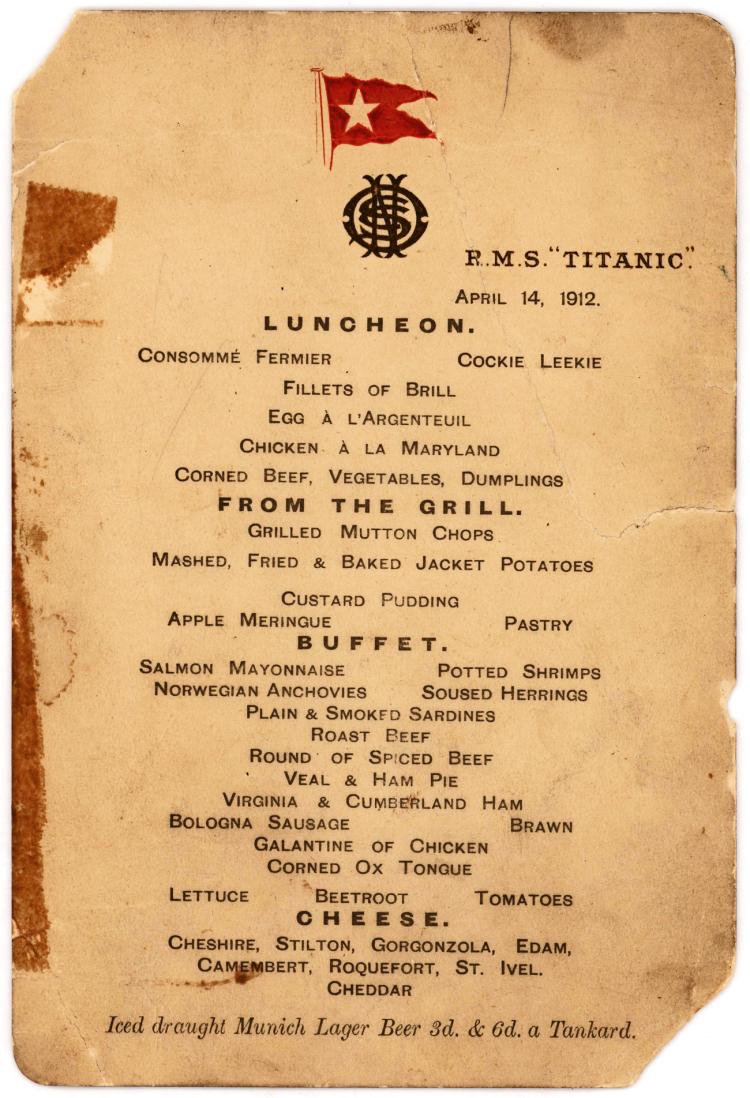 R.M.S. "TITANIC".
APRIL 14, 1912.
LUNCHEON.
CONSOMMÉ FERMIER COCKIE LEEKIE
FILLETS OF BRILL
EGG À L'ARGENTEUIL
CHICKEN À LA MARYLAND
CORNED BEEF, VEGETABLES, DUMPLINGS
FROM THE GRILL.
GRILLED MUTTON CHOPS
MASHED, FRIED & BAKED JACKET POTATOES
CUSTARD PUDDING
APPLE MERINGUE PASTRY
BUFFET.
SALMON MAYONNAISE POTTED SHRIMPS
NORWEGIAN ANCHOVIES SOUSED HERRINGS
PLAIN & SMOKED SARDINES
ROAST BEEF
ROUND OF SPICED BEEF
VEAL & HAM PIE
VIRGINIA & CUMBERLAND HAM
BOLOGNA SAUSAGE BRAWN
GALANTINE OF CHICKEN
CORNED OX TONGUE
LETTUCE BEETROOT TOMATOES
CHEESE.
CHESHIRE, STILTON, GORGONZOLA, EDAM,
CAMEMBERT, ROQUEFORT, ST. IVEL.
CHEDDAR
Iced draught Munich Lager Beer 3d. & 6d. a Tankard.